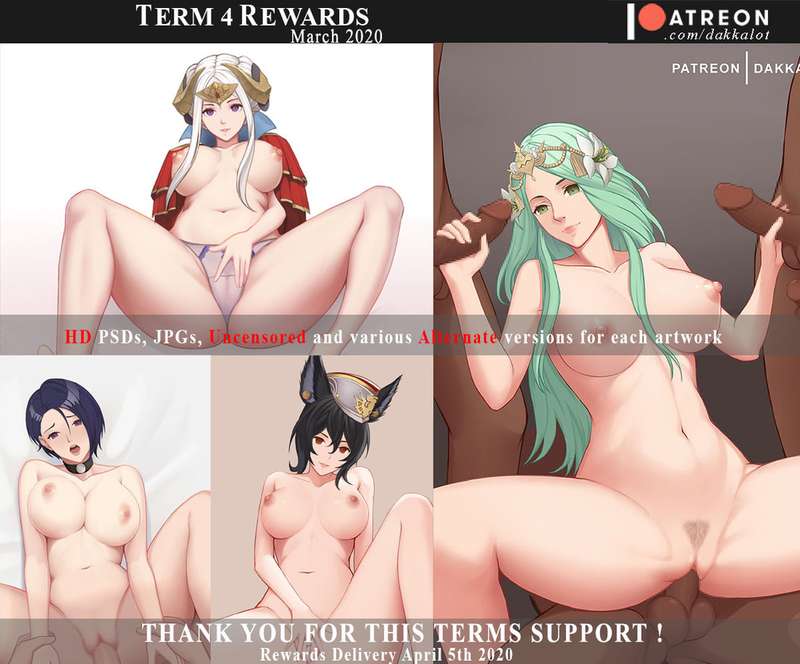 TERM 4 REWARDS
March 2020
PATREON
.com/dakkalot
PATREON | DAKKA
HD PSDs, JPGs, Uncensored and various Alternate versions for each artwork
THANK YOU FOR THIS TERMS SUPPORT !
Rewards Delivery April 5th 2020